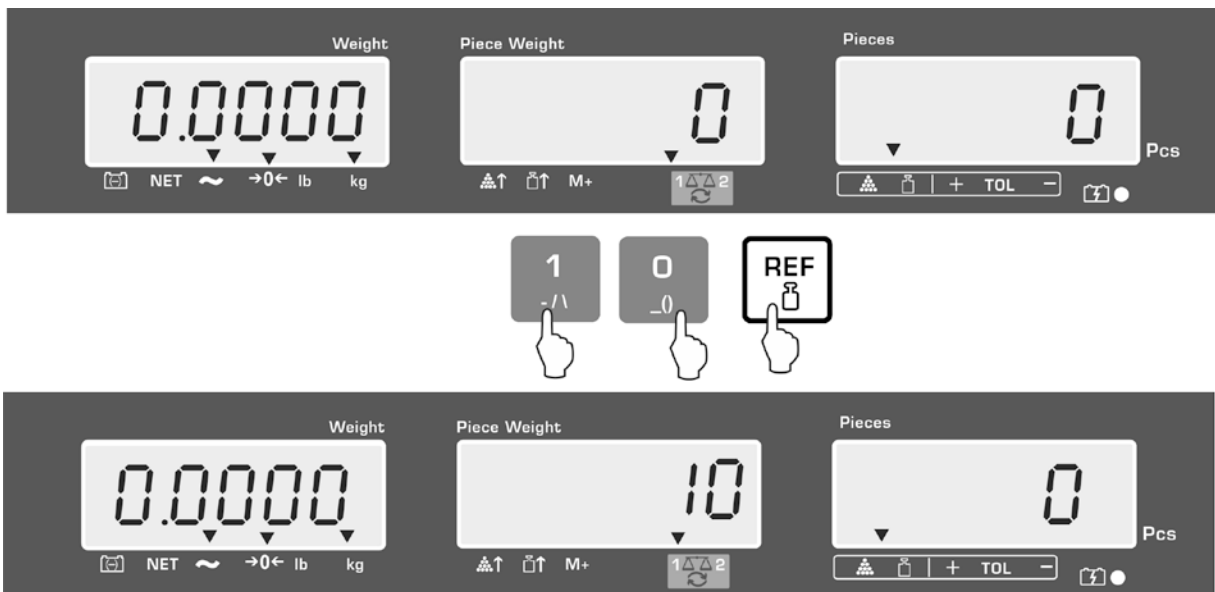 Weight Piece Weight Pieces
0.0000 0 0
Pcs
NET ~ →0← lb kg M+ 1 2 + TOL −
1 0 REF
- / \ _()
Weight Piece Weight Pieces
0.0000 10 0
Pcs
NET ~ →0← lb kg M+ 1 2 + TOL −